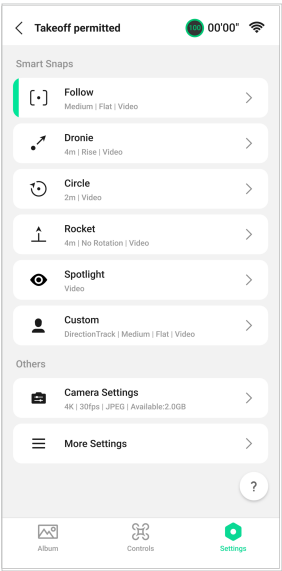 Takeoff permitted 100 00'00"
Smart Snaps
Follow
Medium | Flat | Video
Dronie
4m | Rise | Video
Circle
2m | Video
Rocket
4m | No Rotation | Video
Spotlight
Video
Custom
DirectionTrack | Medium | Flat | Video
Others
Camera Settings
4K | 30fps | JPEG | Available:2.0GB
More Settings
?
Album Controls Settings